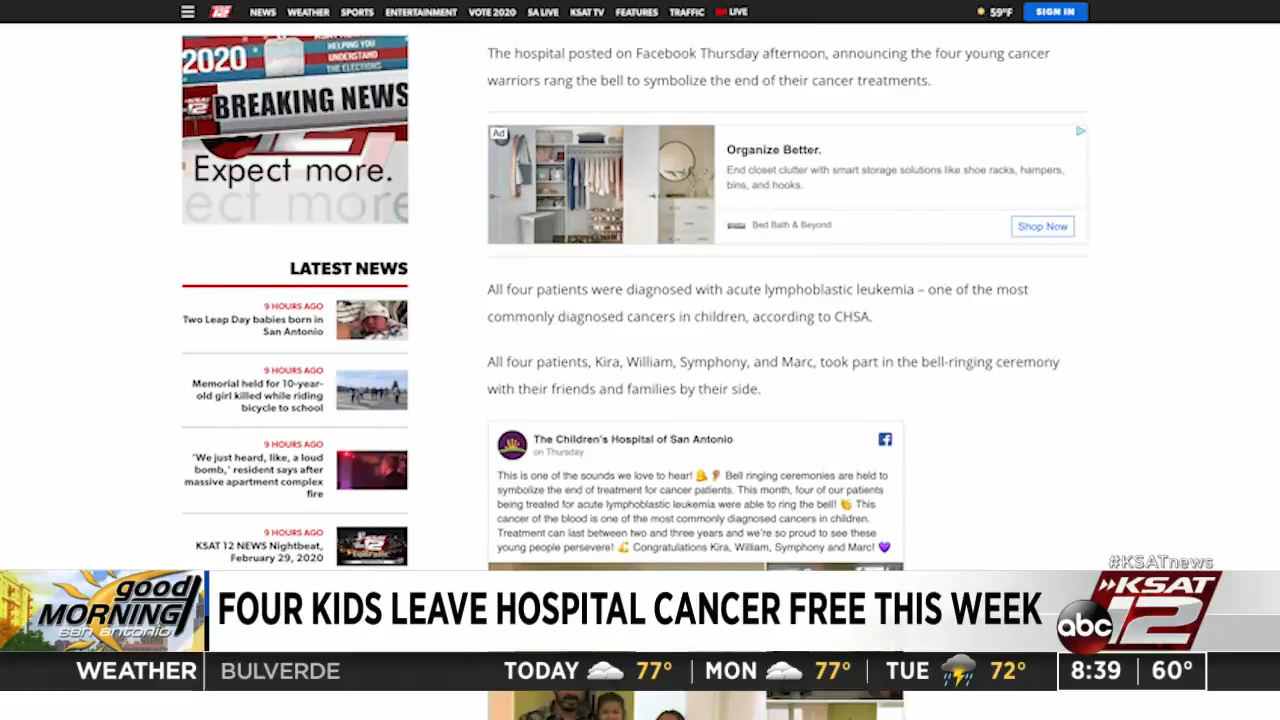 NEWS WEATHER SPORTS ENTERTAINMENT VOTE 2020 SA LIVE KSAT TV FEATURES TRAFFIC LIVE 59°F SIGN IN
2020
HELPING YOU
UNDERSTAND
THE ELECTIONS
BREAKING NEWS
Expect more.
ect more
LATEST NEWS
9 HOURS AGO
Two Leap Day babies born in
San Antonio
9 HOURS AGO
Memorial held for 10-year-
old girl killed while riding
bicycle to school
9 HOURS AGO
'We just heard, like, a loud
bomb,' resident says after
massive apartment complex
fire
9 HOURS AGO
KSAT 12 NEWS Nightbeat,
February 29, 2020
The hospital posted on Facebook Thursday afternoon, announcing the four young cancer
warriors rang the bell to symbolize the end of their cancer treatments.
Ad
Organize Better.
End closet clutter with smart storage solutions like shoe racks, hampers,
bins, and hooks.
Bed Bath & Beyond
Shop Now
All four patients were diagnosed with acute lymphoblastic leukemia – one of the most
commonly diagnosed cancers in children, according to CHSA.
All four patients, Kira, William, Symphony, and Marc, took part in the bell-ringing ceremony
with their friends and families by their side.
The Children's Hospital of San Antonio
on Thursday
This is one of the sounds we love to hear! 🔔 🎗 Bell ringing ceremonies are held to
symbolize the end of treatment for cancer patients. This month, four of our patients
being treated for acute lymphoblastic leukemia were able to ring the bell! 👏 This
cancer of the blood is one of the most commonly diagnosed cancers in children.
Treatment can last between two and three years and we're so proud to see these
young people persevere! 💪 Congratulations Kira, William, Symphony and Marc! 💜
#KSATnews
good
MORNING
san antonio
FOUR KIDS LEAVE HOSPITAL CANCER FREE THIS WEEK
KSAT
abc 12
WEATHER BULVERDE TODAY 77° MON 77° TUE 72° 8:39 60°